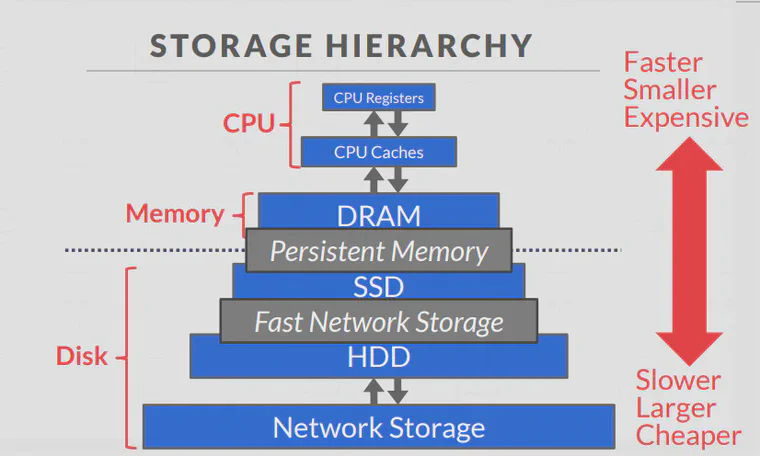 STORAGE HIERARCHY
Faster
Smaller
Expensive
CPU Registers
CPU
CPU Caches
Memory
DRAM
Persistent Memory
SSD
Fast Network Storage
Disk
HDD
Slower
Larger
Cheaper
Network Storage